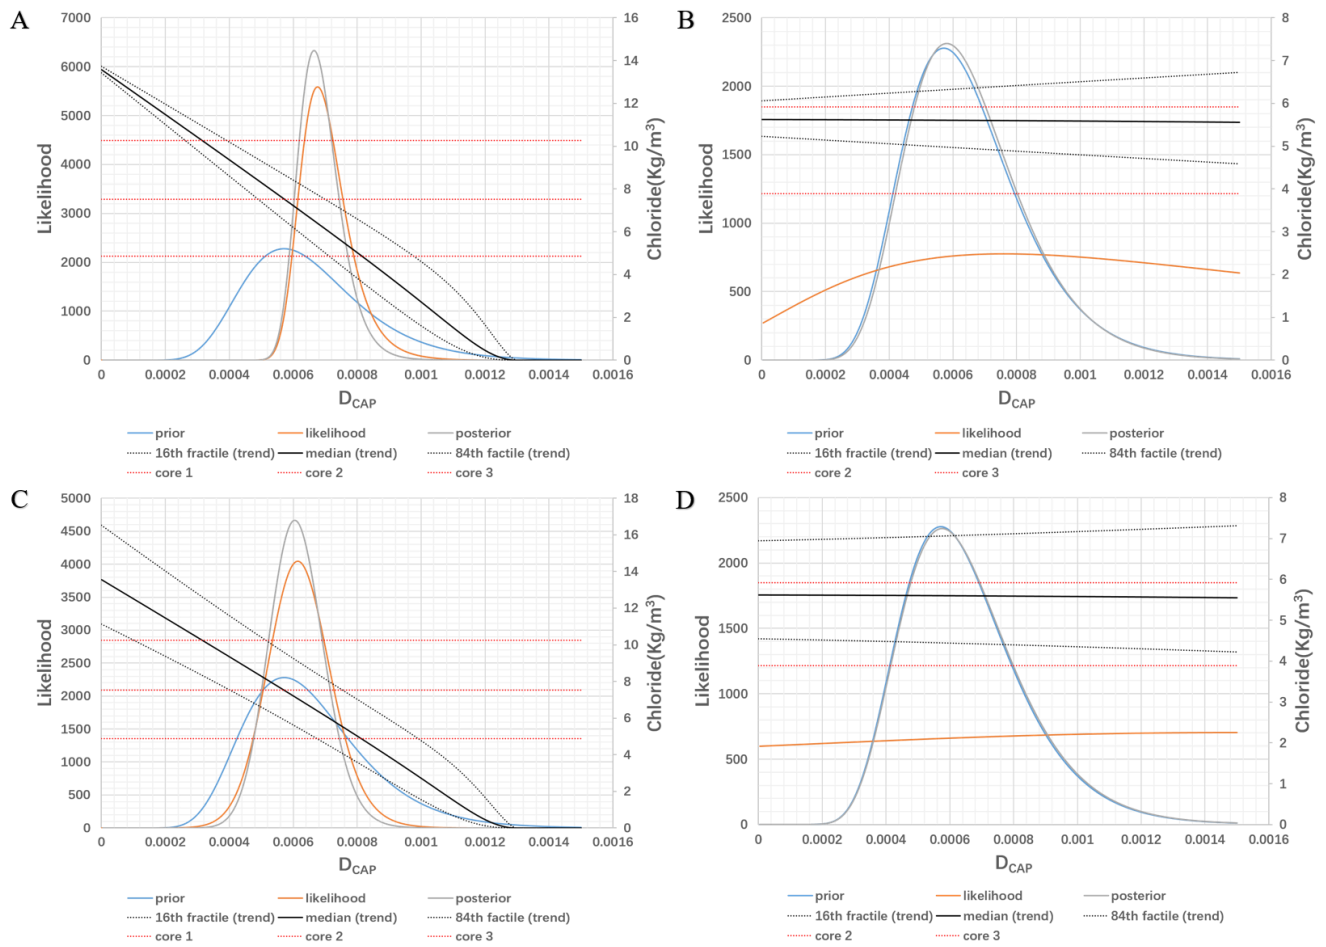 A
7000
6000
5000
4000
3000
2000
1000
0
Likelihood
16
14
12
10
8
6
4
2
0
Chloride(Kg/m³)
0 0.0002 0.0004 0.0006 0.0008 0.001 0.0012 0.0014 0.0016
D_CAP
prior likelihood posterior
16th fractile (trend) median (trend) 84th factile (trend)
core 1 core 2 core 3
B
2500
2000
1500
1000
500
0
Likelihood
8
7
6
5
4
3
2
1
0
Chloride(Kg/m³)
0 0.0002 0.0004 0.0006 0.0008 0.001 0.0012 0.0014 0.0016
D_CAP
prior likelihood posterior
16th fractile (trend) median (trend) 84th factile (trend)
core 2 core 3
C
5000
4500
4000
3500
3000
2500
2000
1500
1000
500
0
Likelihood
18
16
14
12
10
8
6
4
2
0
Chloride(Kg/m³)
0 0.0002 0.0004 0.0006 0.0008 0.001 0.0012 0.0014 0.0016
D_CAP
prior likelihood posterior
16th fractile (trend) median (trend) 84th factile (trend)
core 1 core 2 core 3
D
2500
2000
1500
1000
500
0
Likelihood
8
7
6
5
4
3
2
1
0
Chloride(Kg/m³)
0 0.0002 0.0004 0.0006 0.0008 0.001 0.0012 0.0014 0.0016
D_CAP
prior likelihood posterior
16th fractile (trend) median (trend) 84th factile (trend)
core 2 core 3